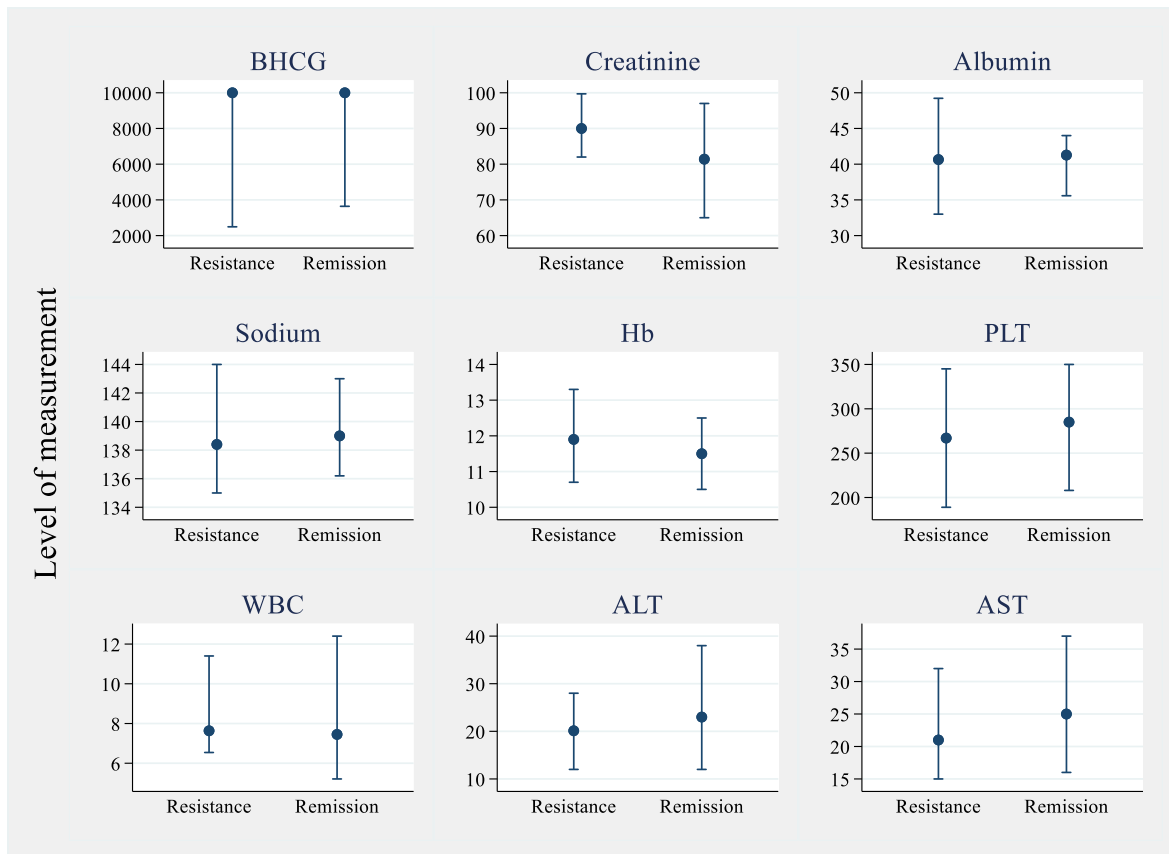 Level of measurement
BHCG
10000
8000
6000
4000
2000
Resistance Remission
Creatinine
100
90
80
70
60
Resistance Remission
Albumin
50
45
40
35
30
Resistance Remission
Sodium
144
142
140
138
136
134
Resistance Remission
Hb
14
13
12
11
10
Resistance Remission
PLT
350
300
250
200
Resistance Remission
WBC
12
10
8
6
Resistance Remission
ALT
40
30
20
10
Resistance Remission
AST
35
30
25
20
15
Resistance Remission